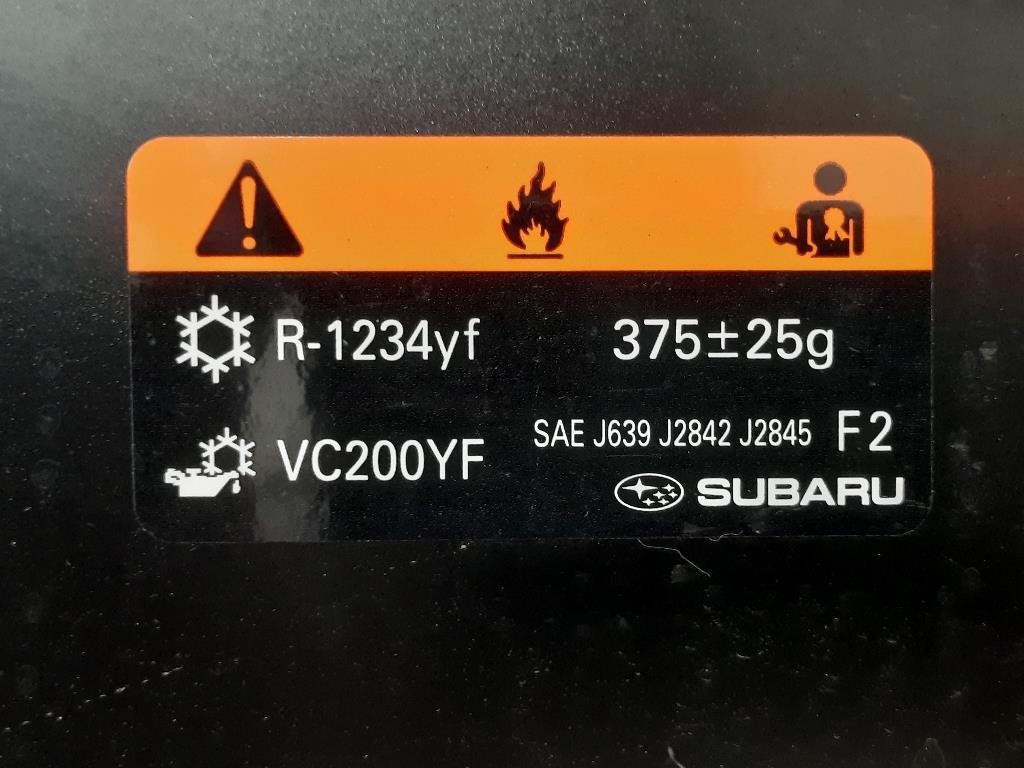 R-1234yf 375±25g
VC200YF SAE J639 J2842 J2845 F2
SUBARU